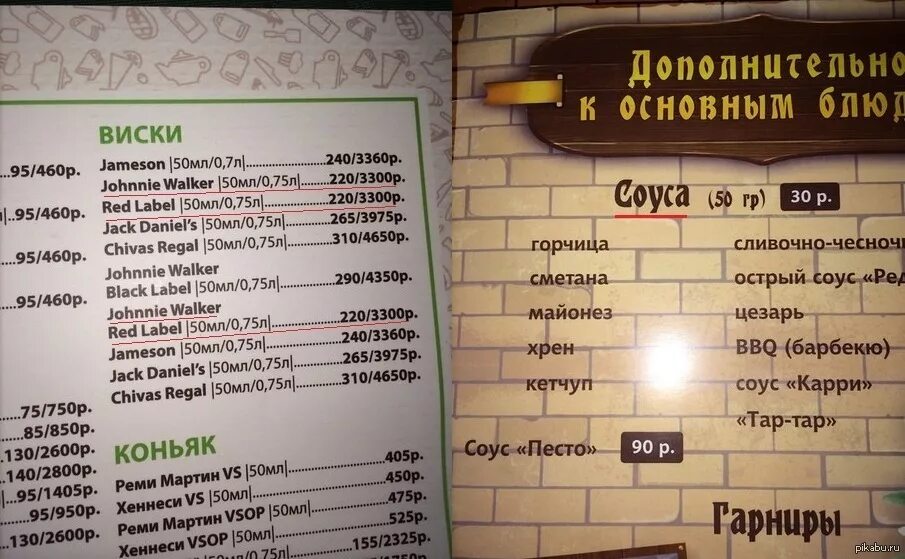 ВИСКИ
Jameson |50мл/0,7л|....................240/3360р.
Johnnie Walker |50мл/0,75л|........220/3300р.
Red Label |50мл/0,75л|..................220/3300р.
Jack Daniel's |50мл/0,75л|............265/3975р.
Chivas Regal |50мл/0,75л|............310/4650р.
Johnnie Walker
Black Label |50мл/0,75л|...............290/4350р.
Johnnie Walker
Red Label |50мл/0,75л|..................220/3300р.
Jameson |50мл/0,75л|....................240/3360р.
Jack Daniel's |50мл/0,75л|............265/3975р.
Chivas Regal |50мл/0,75л|............310/4650р.
КОНЬЯК
Реми Мартин VS |50мл|....................405р.
Хеннеси VS |50мл|............................450р.
Реми Мартин VSOP |50мл|................475р.
Хеннеси VSOP |50мл|........................525р.
155/2325р.
...95/460р.
|..95/460р.
...95/460р.
...95/460р.
....75/750р.
....85/850р.
.130/2600р.
.140/2800р.
...95/1405р.
....95/950р.
130/2600р.
Дополнительно
к основным блюд
Соуса (50 гр) 30 р.
горчица
сметана
майонез
хрен
кетчуп
сливочно-чесноч
острый соус «Ред
цезарь
BBQ (барбекю)
соус «Карри»
«Тар-тар»
Соус «Песто» 90 р.
Гарниры
pikabu.ru